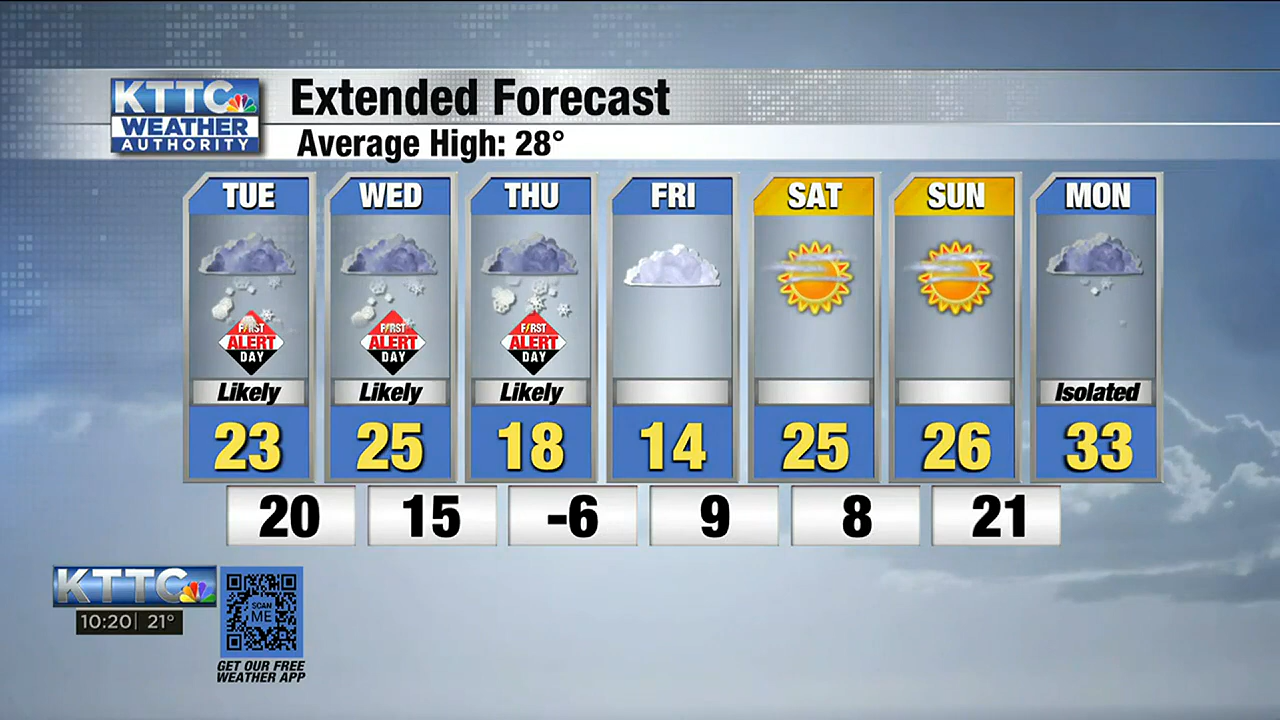 KTTC
WEATHER
AUTHORITY
Extended Forecast
Average High: 28°
TUE WED THU FRI SAT SUN MON
FIRST ALERT DAY FIRST ALERT DAY FIRST ALERT DAY
Likely Likely Likely Isolated
23 25 18 14 25 26 33
20 15 -6 9 8 21
KTTC
10:20 21°
SCAN
ME
GET OUR FREE
WEATHER APP